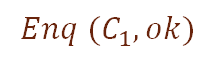 Enq (C₁, ok)